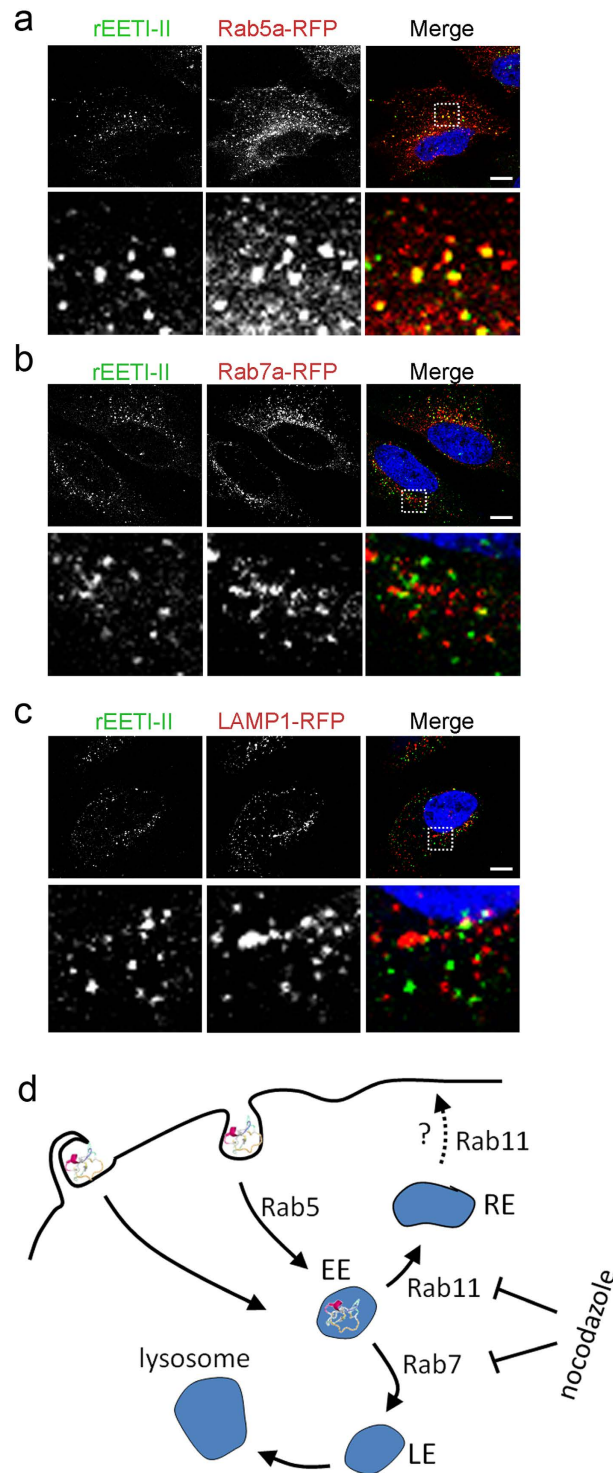 a
rEETI-II Rab5a-RFP Merge
b
rEETI-II Rab7a-RFP Merge
c
rEETI-II LAMP1-RFP Merge
d
? Rab11
Rab5
RE
EE
Rab11
nocodazole
Rab7
lysosome
LE